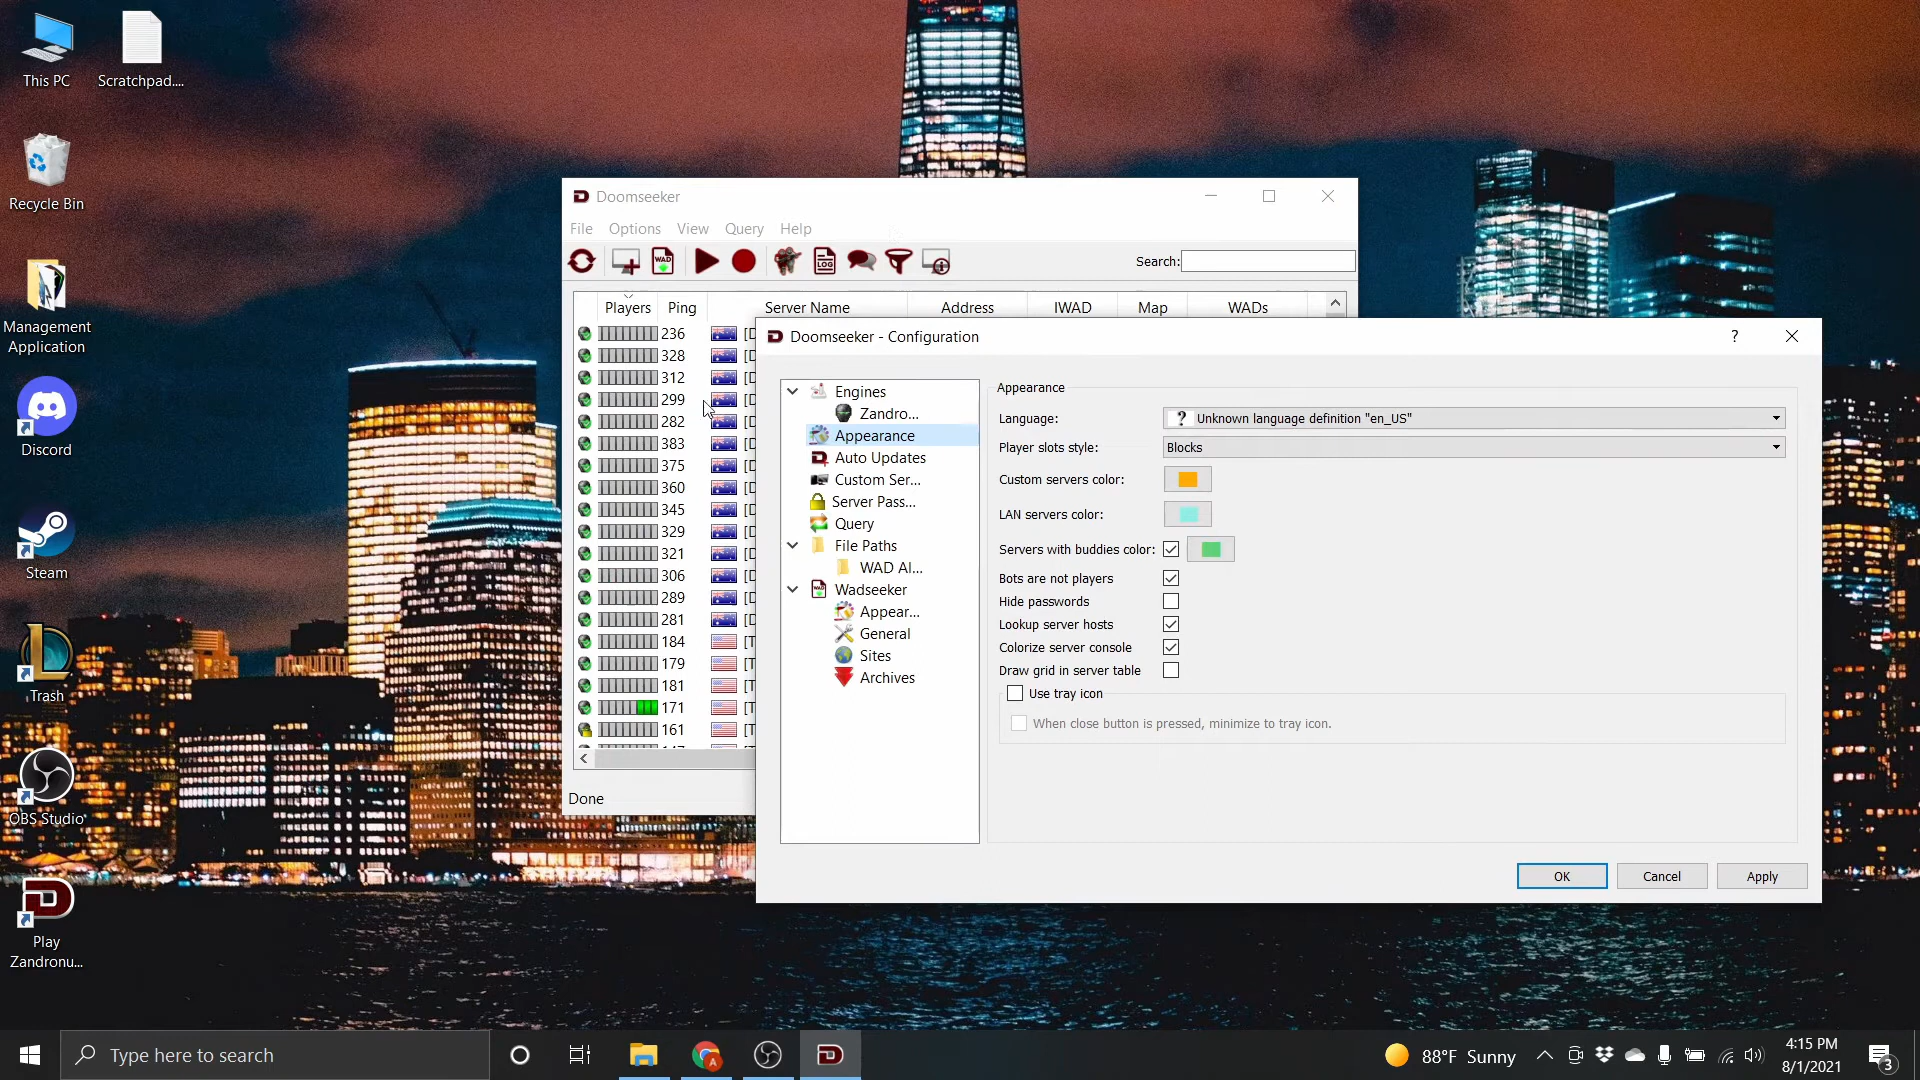 This PC
Scratchpad....
Recycle Bin
Management
Application
Discord
Steam
Trash
OBS Studio
Play
Zandronu...
Doomseeker
File Options View Query Help
WAD
LOG
Search:
Players Ping Server Name Address IWAD Map WADs
236 [D
328 [D
312 [D
299 [D
282 [D
383 [D
375 [D
360 [D
345 [D
329 [D
321 [D
306 [D
289 [D
281 [D
184 [T
179 [T
181 [T
171 [T
161 [T
Done
Doomseeker - Configuration
?
Engines
Zandro...
Appearance
Auto Updates
Custom Ser...
Server Pass...
Query
File Paths
WAD Al...
Wadseeker
Appear...
General
Sites
Archives
Appearance
Language: ? Unknown language definition "en_US"
Player slots style: Blocks
Custom servers color:
LAN servers color:
Servers with buddies color:
Bots are not players
Hide passwords
Lookup server hosts
Colorize server console
Draw grid in server table
Use tray icon
When close button is pressed, minimize to tray icon.
OK Cancel Apply
Type here to search
88°F Sunny
4:15 PM
8/1/2021
3